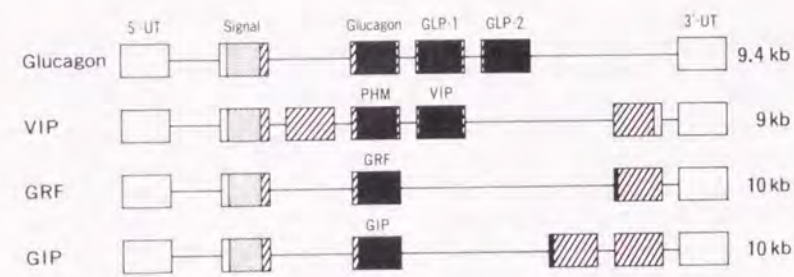 5´-UT Signal Glucagon GLP-1 GLP-2 3´-UT
Glucagon 9.4 kb
PHM VIP
VIP 9 kb
GRF
GRF 10 kb
GIP
GIP 10 kb